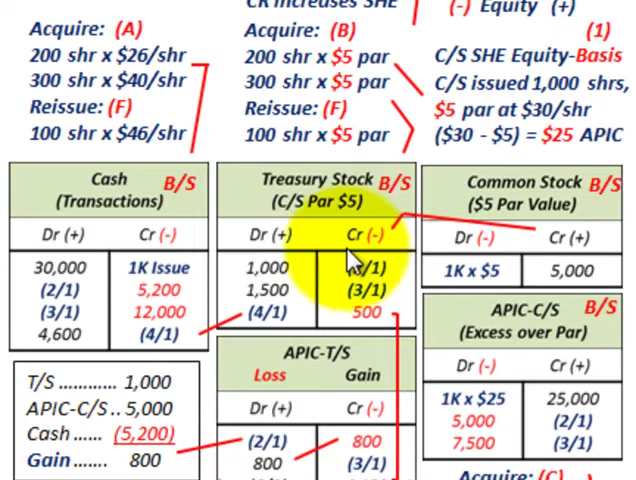 CR increases SHE
(-) Equity (+)
Acquire: (A)
200 shr x $26/shr
300 shr x $40/shr
Reissue: (F)
100 shr x $46/shr
Acquire: (B)
200 shr x $5 par
300 shr x $5 par
Reissue: (F)
100 shr x $5 par
(1)
C/S SHE Equity-Basis
C/S issued 1,000 shrs,
$5 par at $30/shr
($30 - $5) = $25 APIC
Cash B/S
(Transactions)
Dr (+) Cr (-)
30,000 1K Issue
(2/1) 5,200
(3/1) 12,000
4,600 (4/1)
Treasury Stock B/S
(C/S Par $5)
Dr (+) Cr (-)
1,000 /1)
1,500 (3/1)
(4/1) 500
Common Stock B/S
($5 Par Value)
Dr (-) Cr (+)
1K x $5 5,000
APIC-C/S B/S
(Excess over Par)
Dr (-) Cr (+)
1K x $25 25,000
5,000 (2/1)
7,500 (3/1)
T/S ............ 1,000
APIC-C/S .. 5,000
Cash ...... (5,200)
Gain ....... 800
APIC-T/S
Loss Gain
Dr (+) Cr (-)
(2/1) 800
800 (3/1)
Acquire: (C)